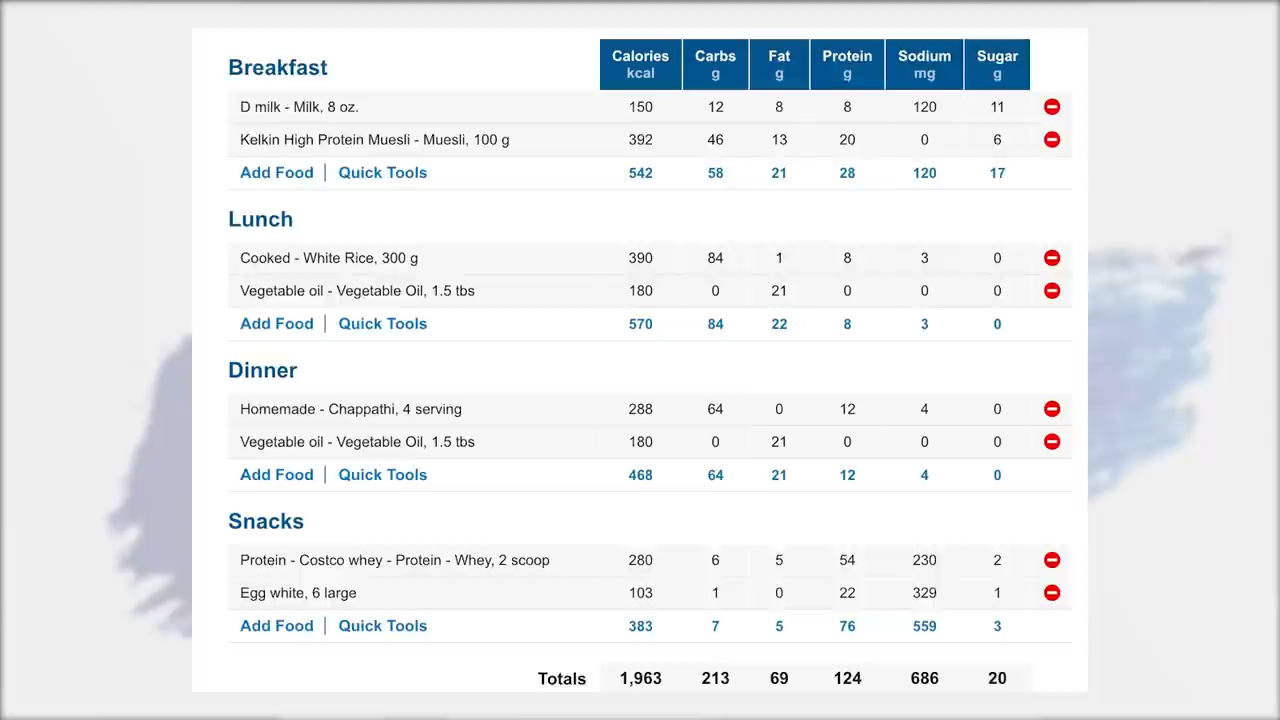 Breakfast Calories kcal Carbs g Fat g Protein g Sodium mg Sugar g
D milk - Milk, 8 oz. 150 12 8 8 120 11
Kelkin High Protein Muesli - Muesli, 100 g 392 46 13 20 0 6
Add Food | Quick Tools 542 58 21 28 120 17
Lunch
Cooked - White Rice, 300 g 390 84 1 8 3 0
Vegetable oil - Vegetable Oil, 1.5 tbs 180 0 21 0 0 0
Add Food | Quick Tools 570 84 22 8 3 0
Dinner
Homemade - Chappathi, 4 serving 288 64 0 12 4 0
Vegetable oil - Vegetable Oil, 1.5 tbs 180 0 21 0 0 0
Add Food | Quick Tools 468 64 21 12 4 0
Snacks
Protein - Costco whey - Protein - Whey, 2 scoop 280 6 5 54 230 2
Egg white, 6 large 103 1 0 22 329 1
Add Food | Quick Tools 383 7 5 76 559 3
Totals 1,963 213 69 124 686 20